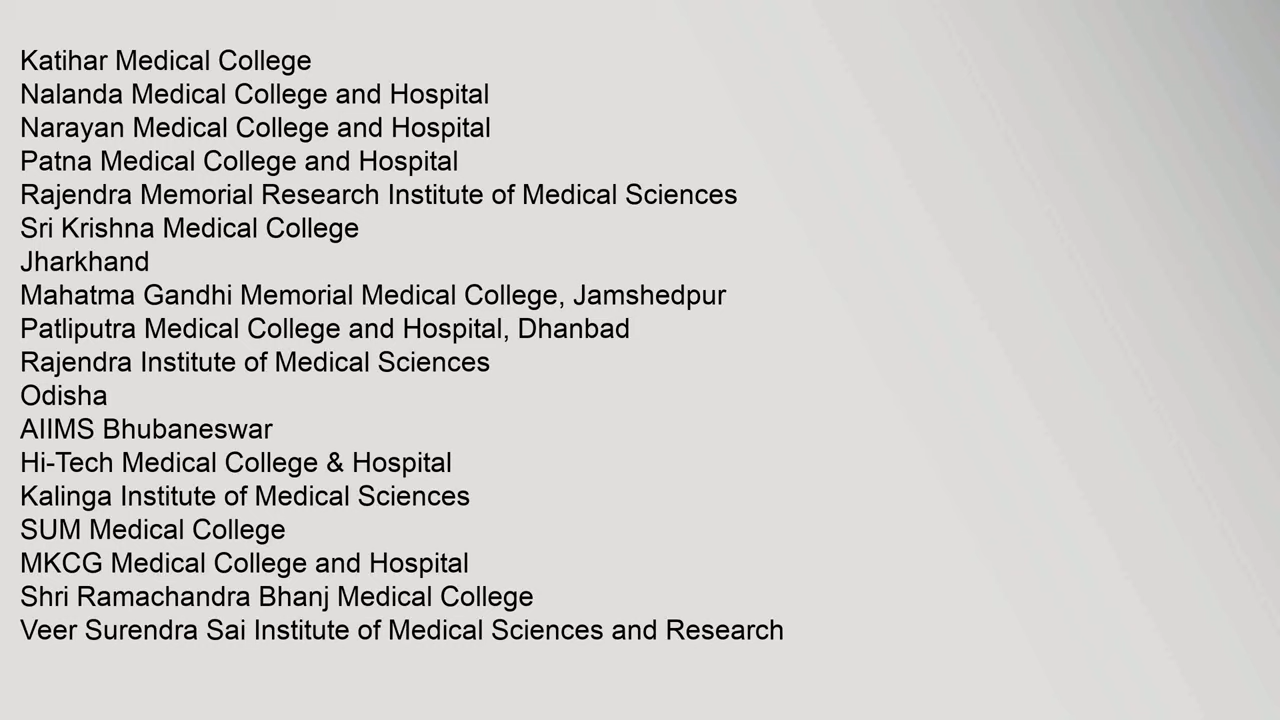 Katihar Medical College
Nalanda Medical College and Hospital
Narayan Medical College and Hospital
Patna Medical College and Hospital
Rajendra Memorial Research Institute of Medical Sciences
Sri Krishna Medical College
Jharkhand
Mahatma Gandhi Memorial Medical College, Jamshedpur
Patliputra Medical College and Hospital, Dhanbad
Rajendra Institute of Medical Sciences
Odisha
AIIMS Bhubaneswar
Hi-Tech Medical College & Hospital
Kalinga Institute of Medical Sciences
SUM Medical College
MKCG Medical College and Hospital
Shri Ramachandra Bhanj Medical College
Veer Surendra Sai Institute of Medical Sciences and Research